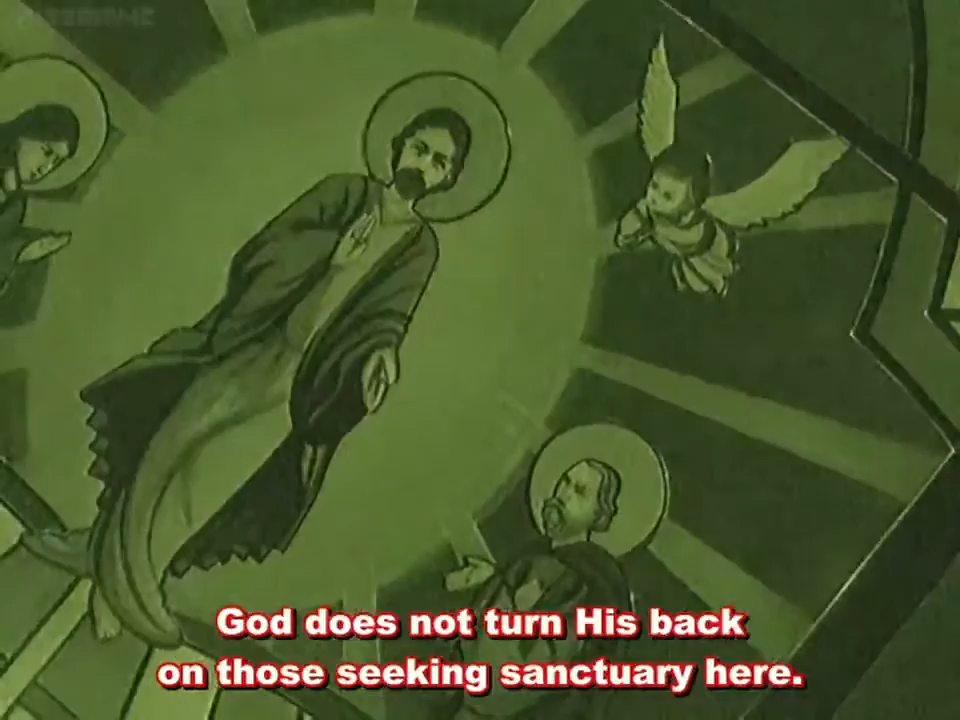 God does not turn His back
on those seeking sanctuary here.